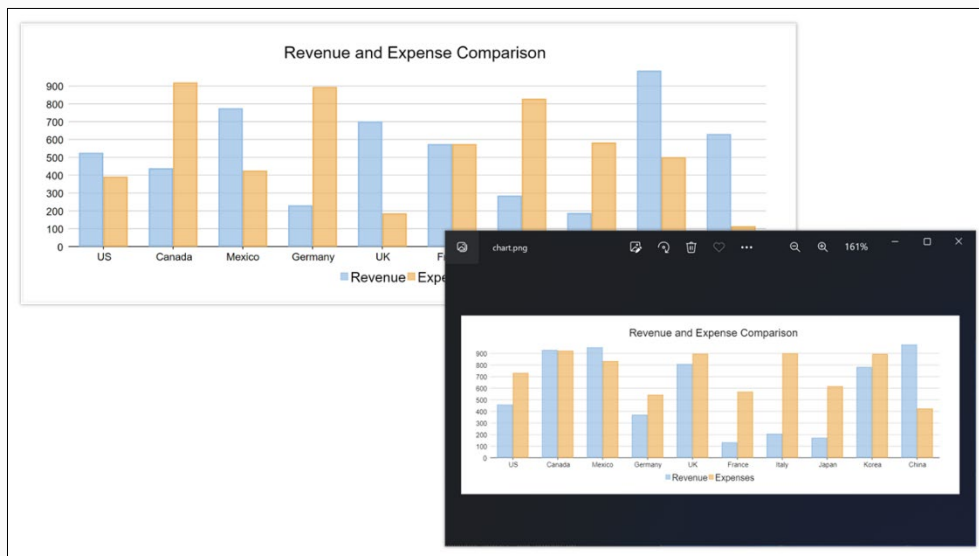 Revenue and Expense Comparison
900
800
700
600
500
400
300
200
100
0
US Canada Mexico Germany UK
Revenue
chart.png 161%
Revenue and Expense Comparison
900
800
700
600
500
400
300
200
100
0
US Canada Mexico Germany UK France Italy Japan Korea China
Revenue Expenses